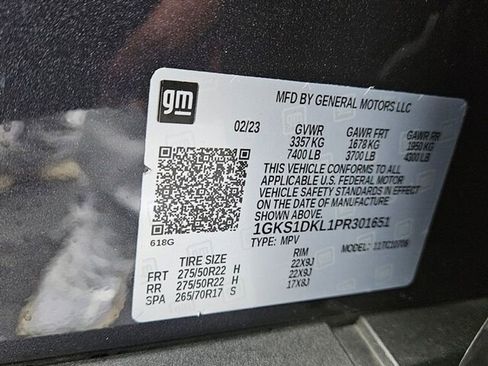 gm
MFD BY GENERAL MOTORS LLC
02/23 GVWR GAWR FRT GAWR RR
3357 KG 1678 KG 1950 KG
7400 LB 3700 LB 4300 LB
THIS VEHICLE CONFORMS TO ALL
APPLICABLE U.S. FEDERAL MOTOR
VEHICLE SAFETY STANDARDS IN EFFECT
ON THE DATE OF MANUFACTURE
SHOWN ABOVE.
1GKS1DKL1PR301651
618G TYPE: MPV MODEL: 11TC10706
TIRE SIZE RIM
FRT 275/50R22 H 22X9J
RR 275/50R22 H 22X9J
SPA 265/70R17 S 17X8J